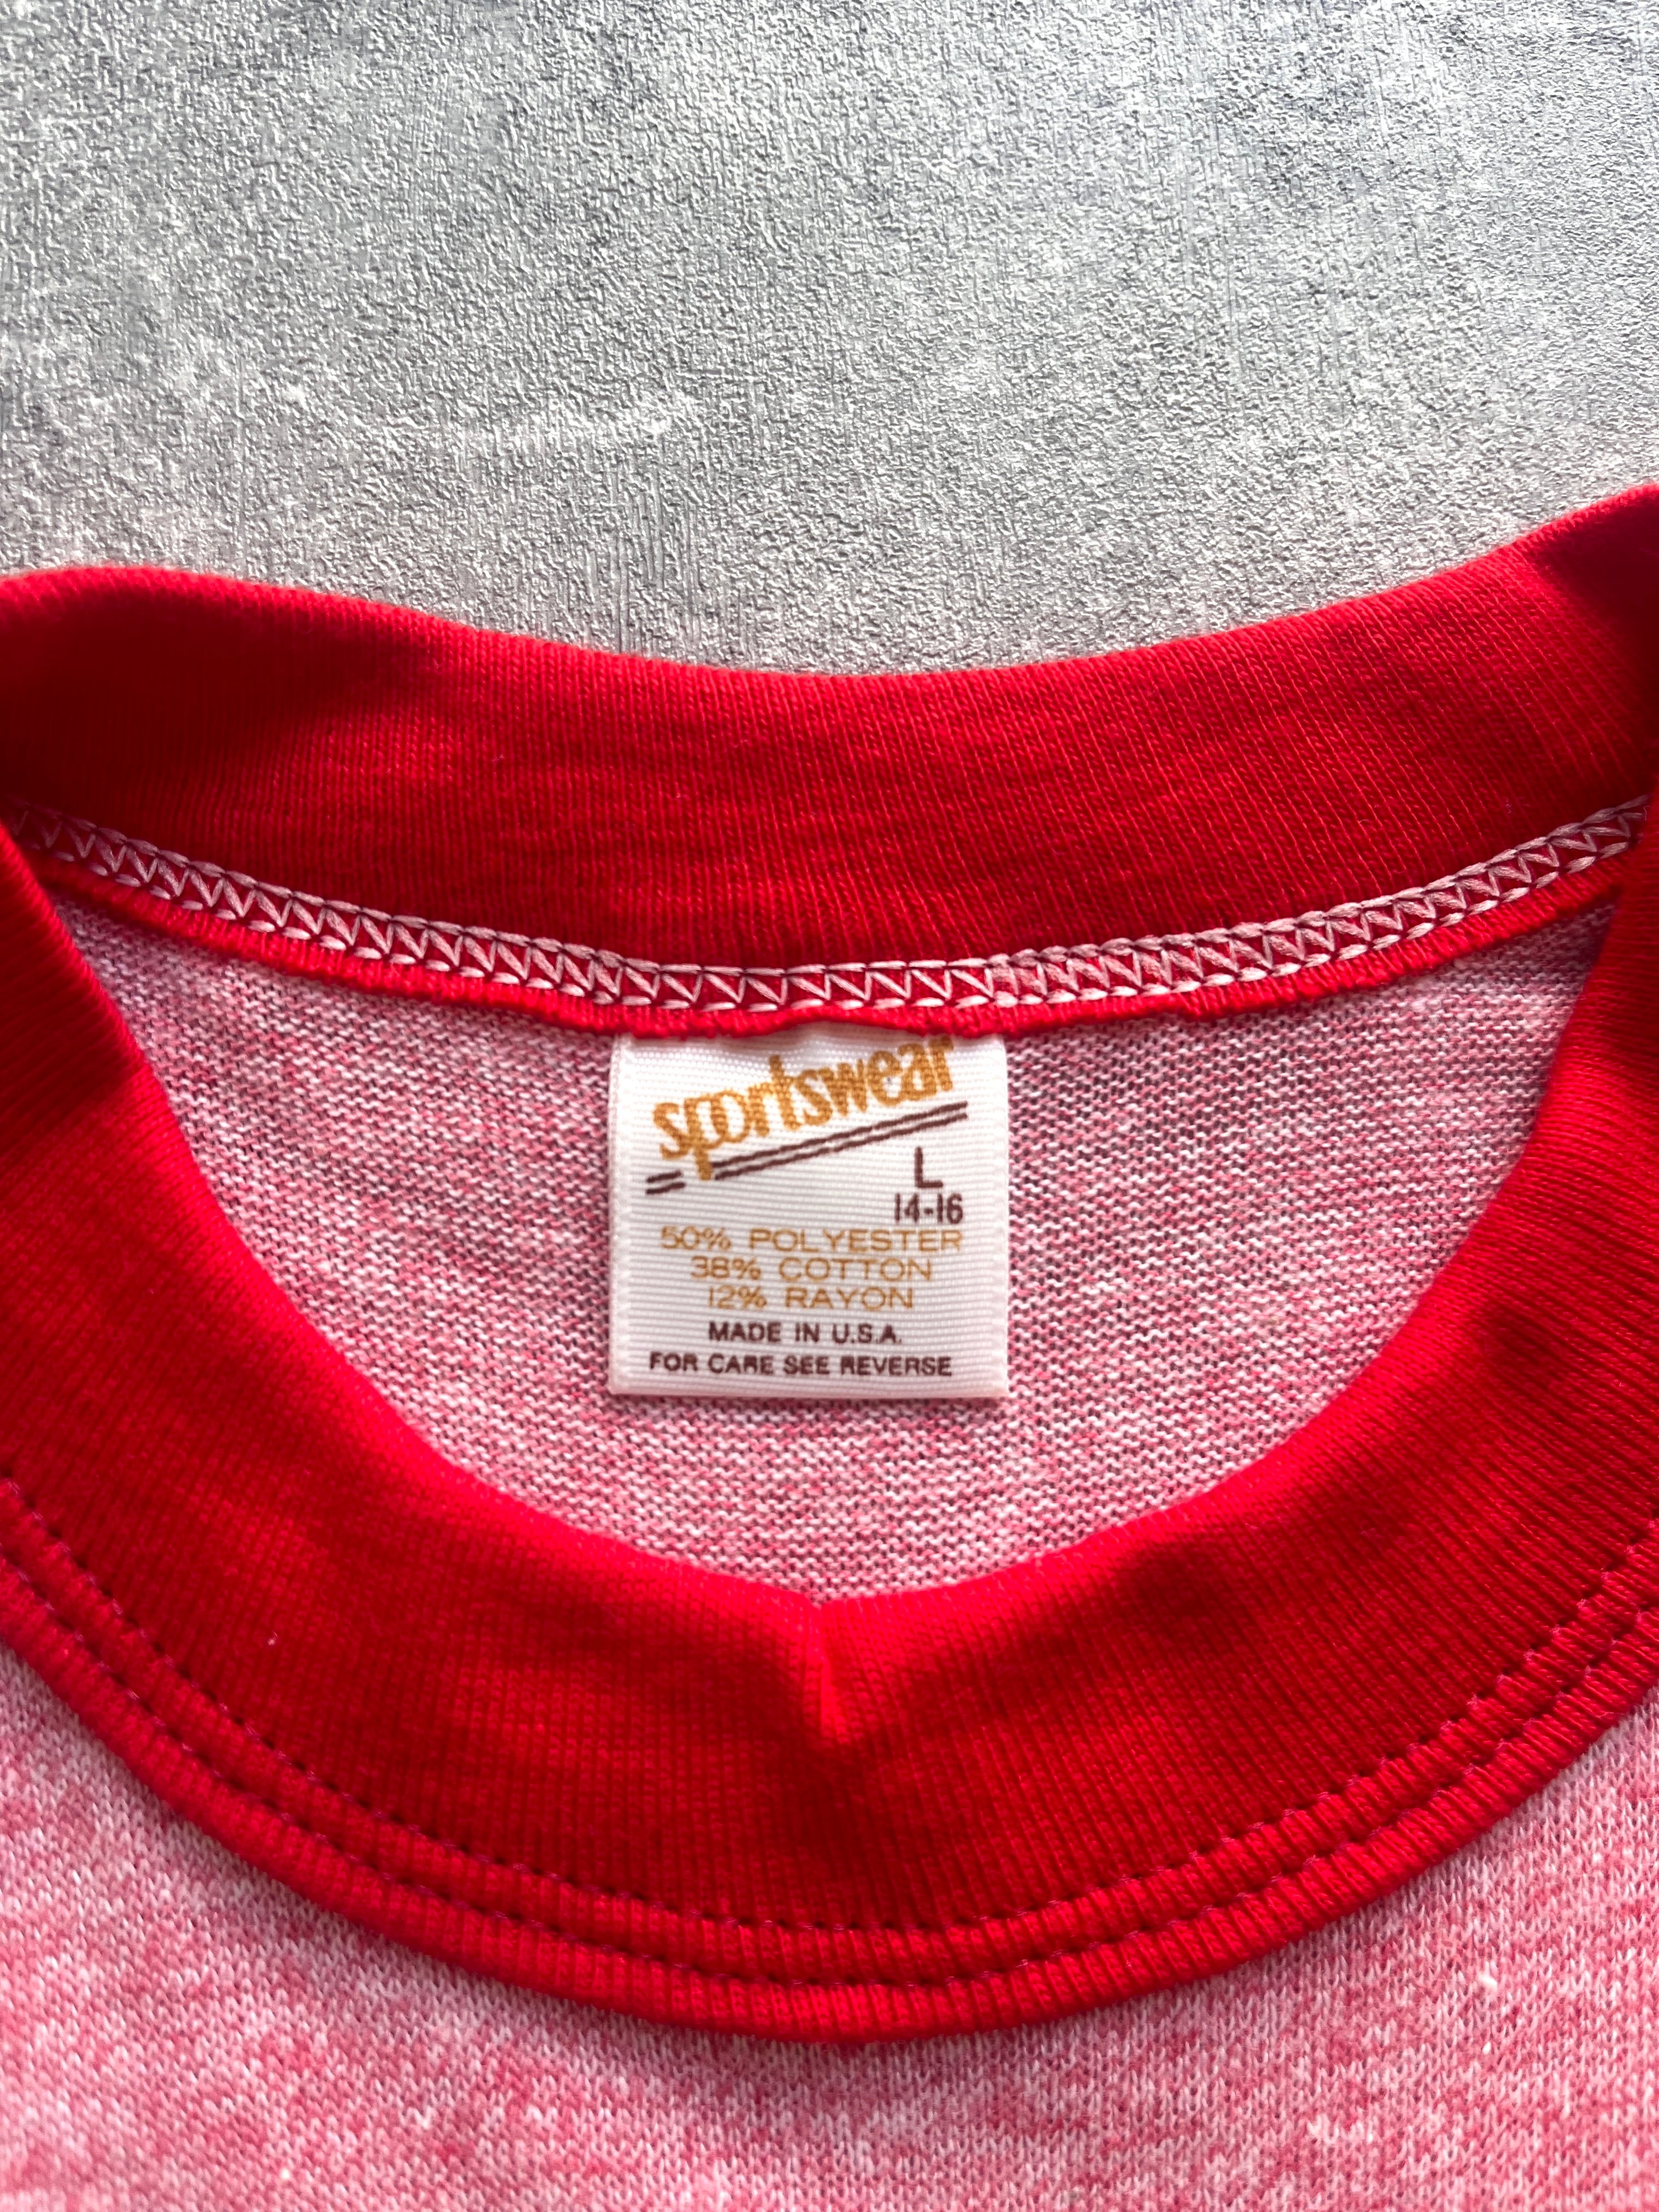 sportswear
L
14-16
50% POLYESTER
38% COTTON
12% RAYON
MADE IN U.S.A.
FOR CARE SEE REVERSE